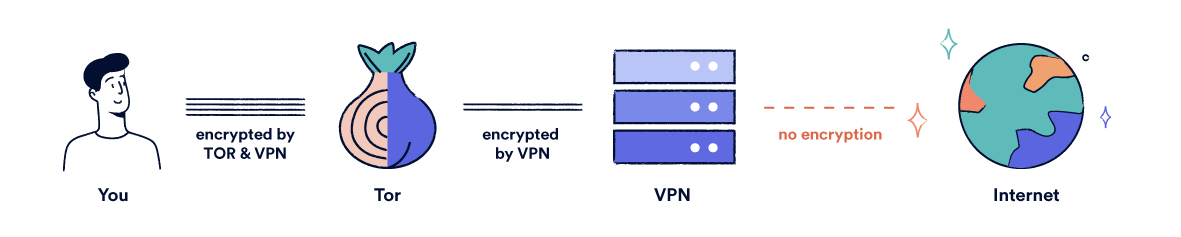 encrypted by
TOR & VPN
encrypted
by VPN
no encryption
You
Tor
VPN
Internet